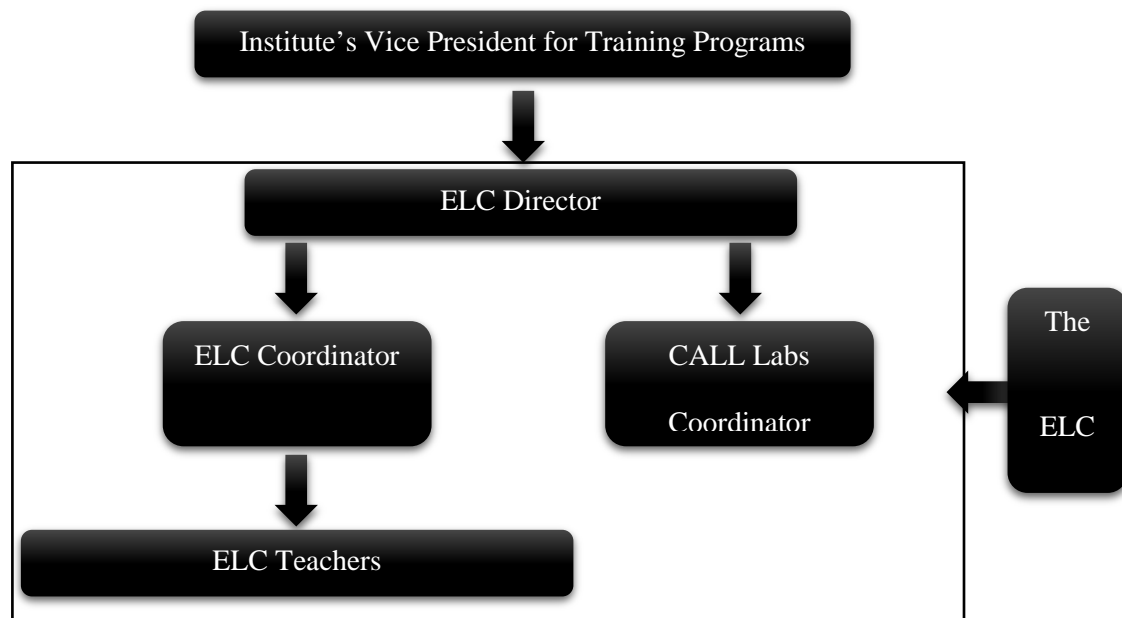 Institute’s Vice President for Training Programs
ELC Director
ELC Coordinator
CALL Labs
Coordinator
The
ELC
ELC Teachers